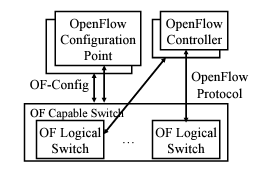 OpenFlow
Configuration
Point
OpenFlow
Controller
OF-Config
OpenFlow
Protocol
OF Capable Switch
OF Logical
Switch
...
OF Logical
Switch